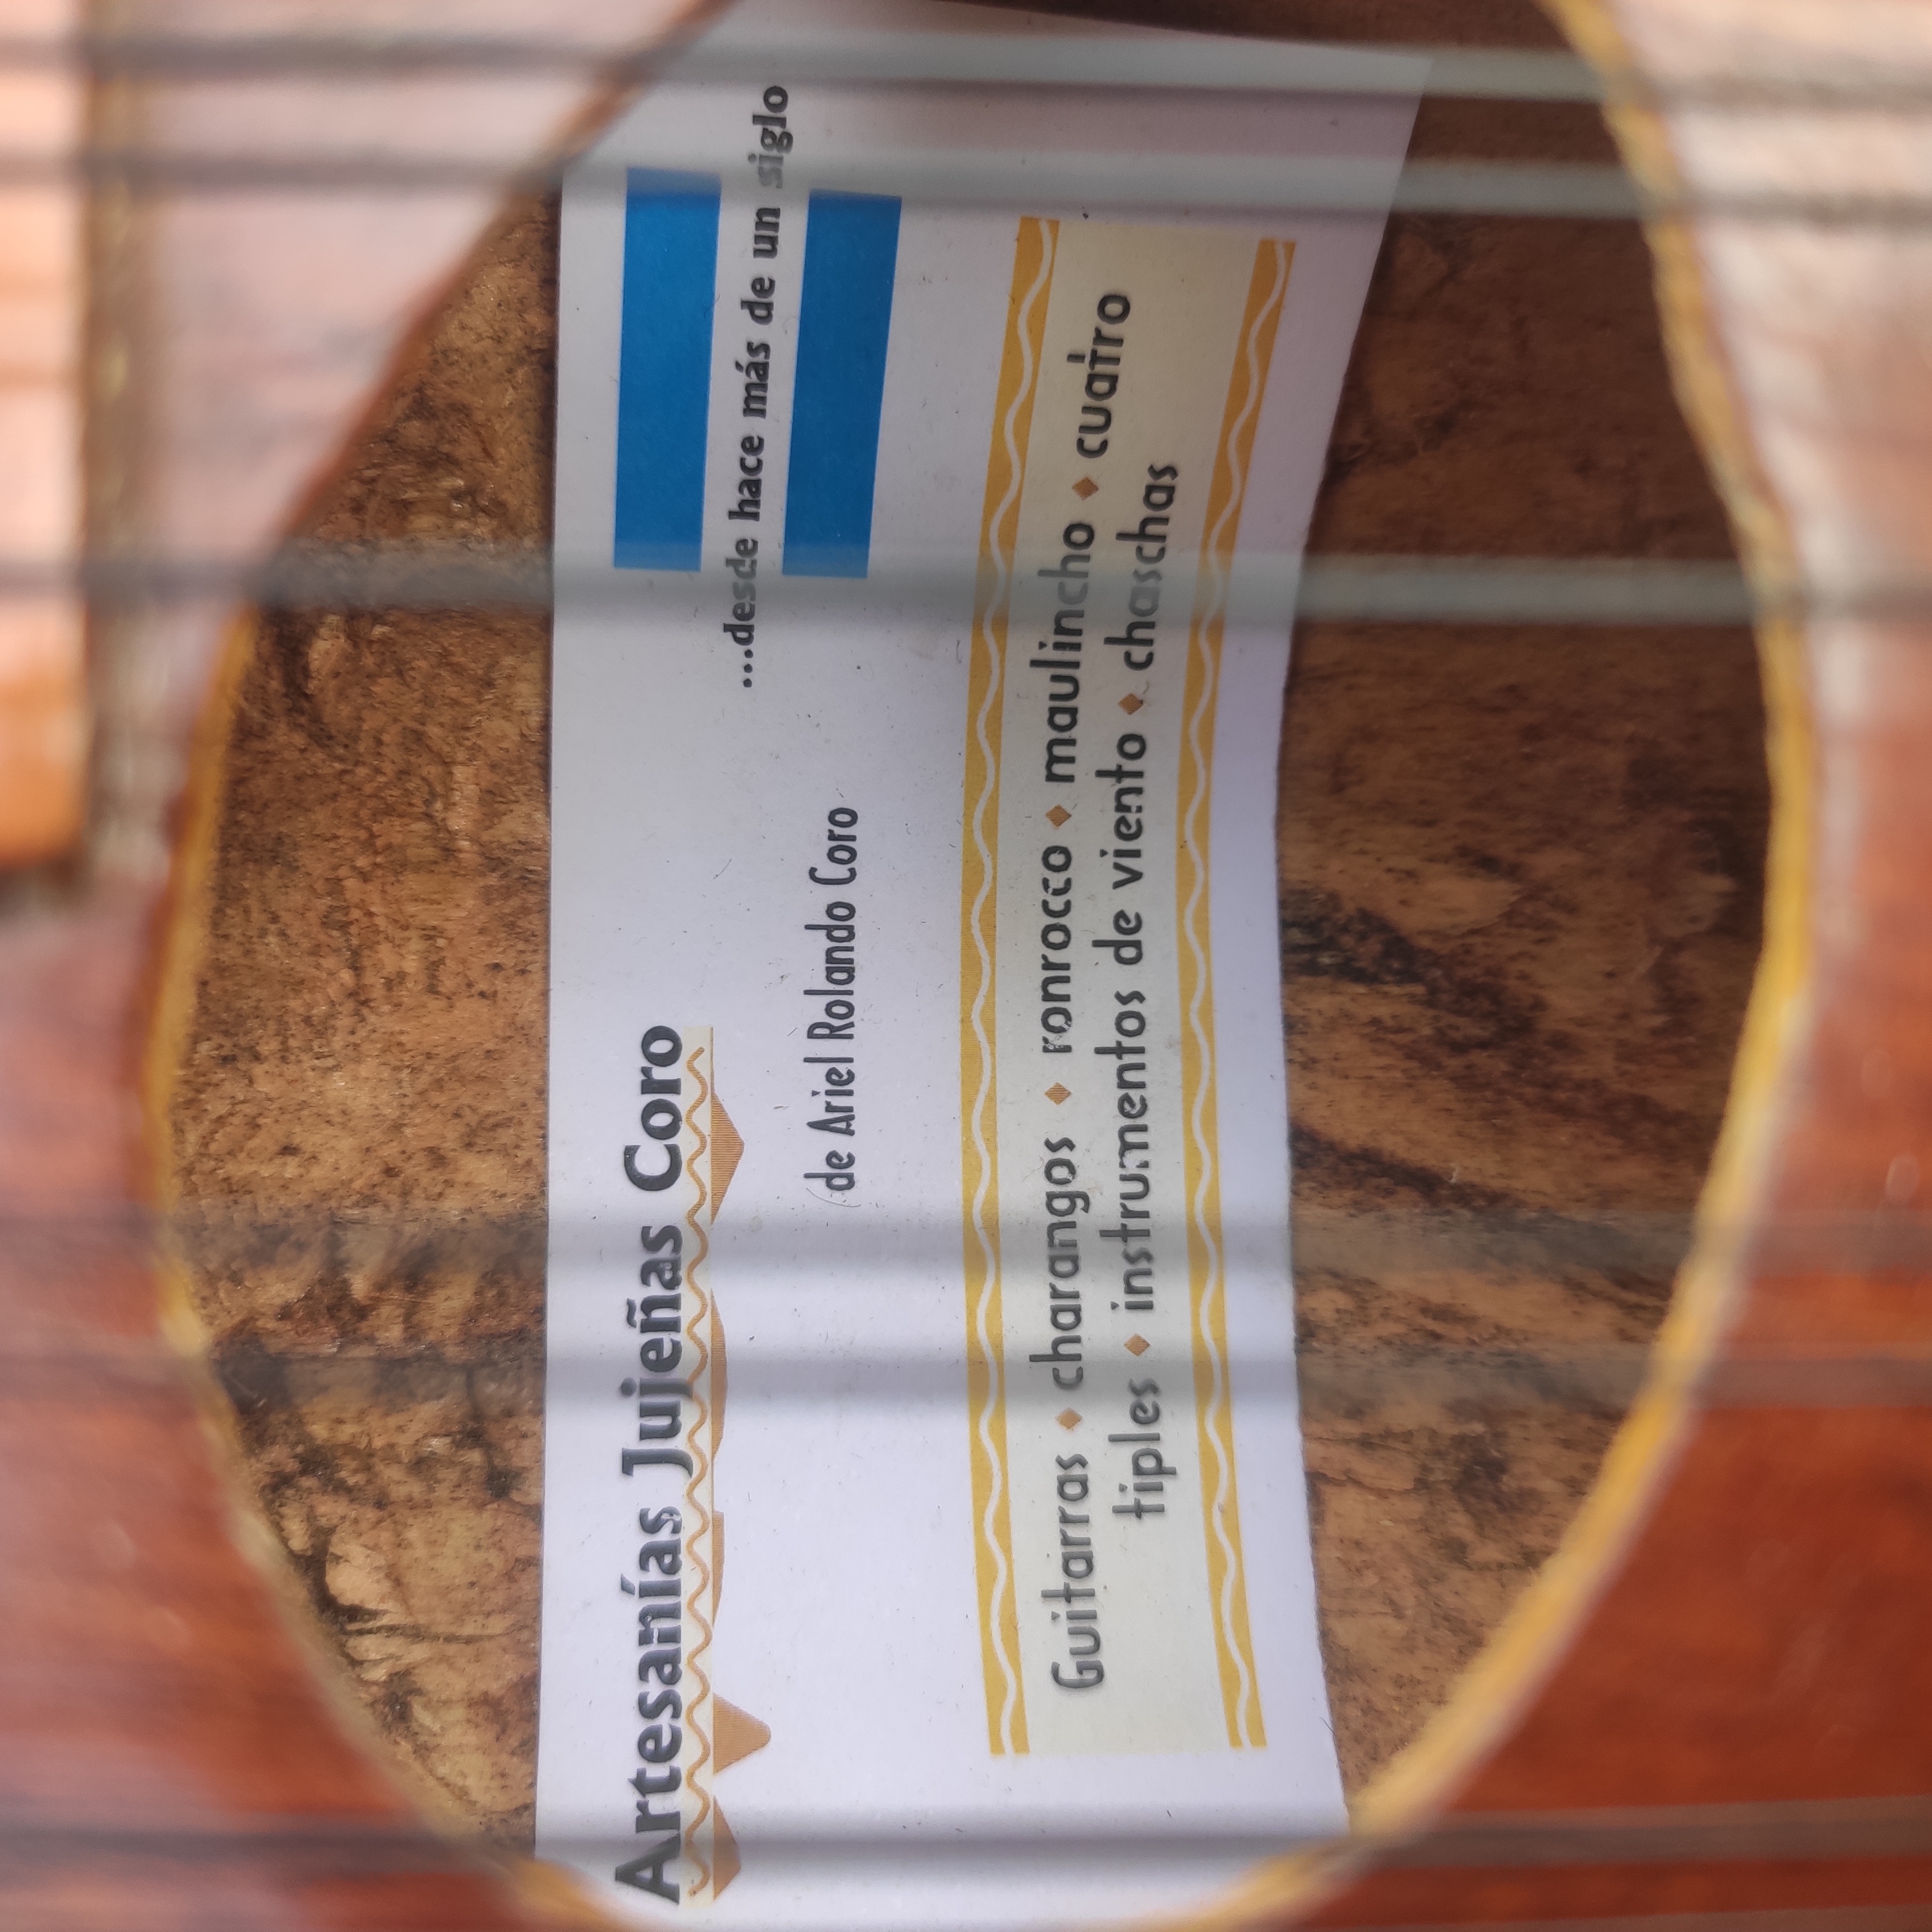 Artesanías Jujeñas Coro
...desde hace más de un siglo
de Ariel Rolando Coro
Guitarras ⬥ charangos ⬥ ronrocco ⬥ maulincho ⬥ cuatro
tiples ⬥ instrumentos de viento ⬥ chaschas